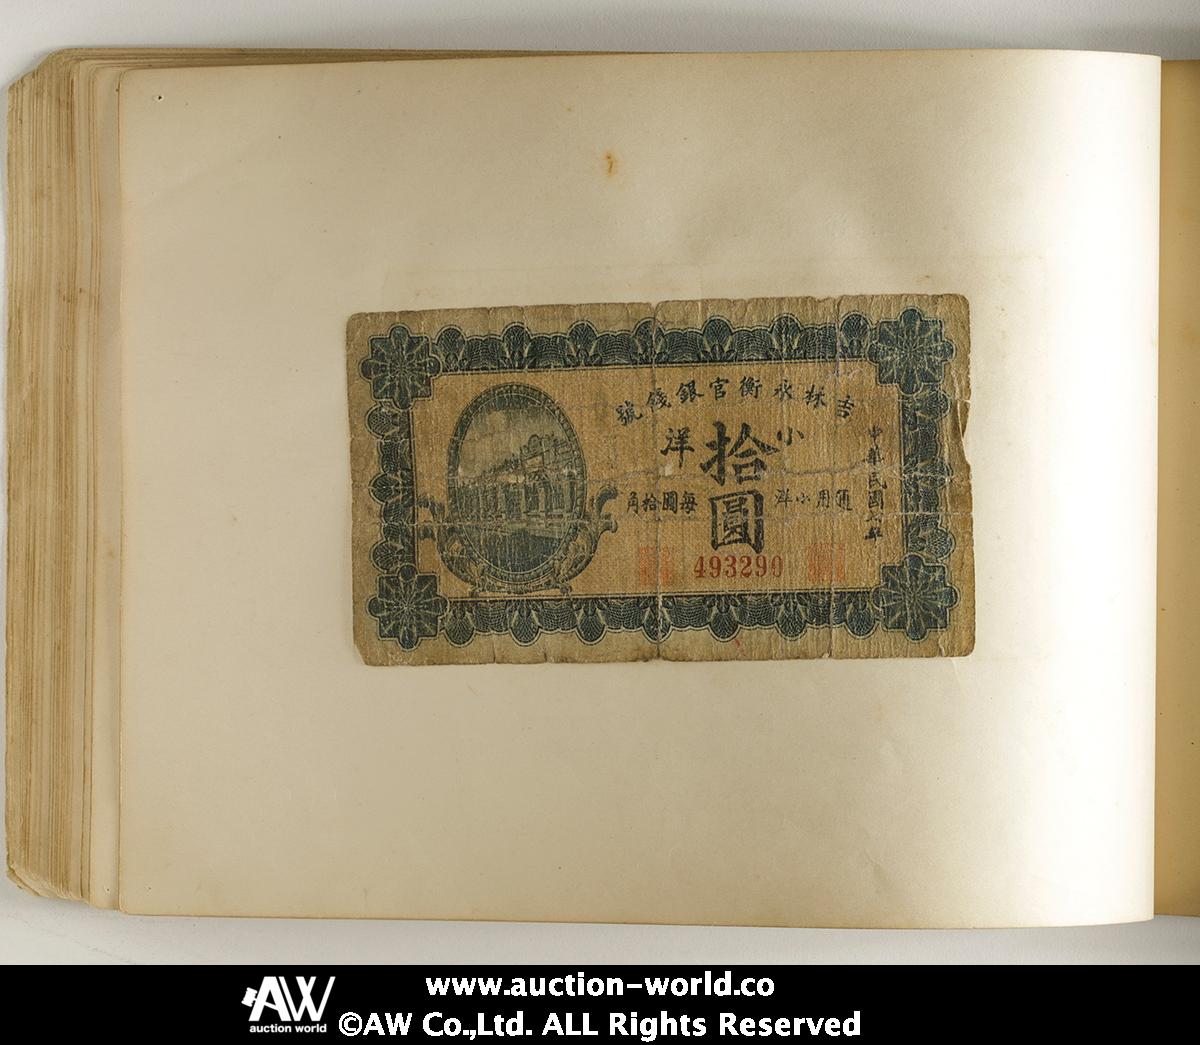 吉林永衡官銀錢號
小洋
拾圓
通用小洋每圓拾角
中華民國七年
493290
AW
auction world
www.auction-world.co
©AW Co.,Ltd. ALL Rights Reserved